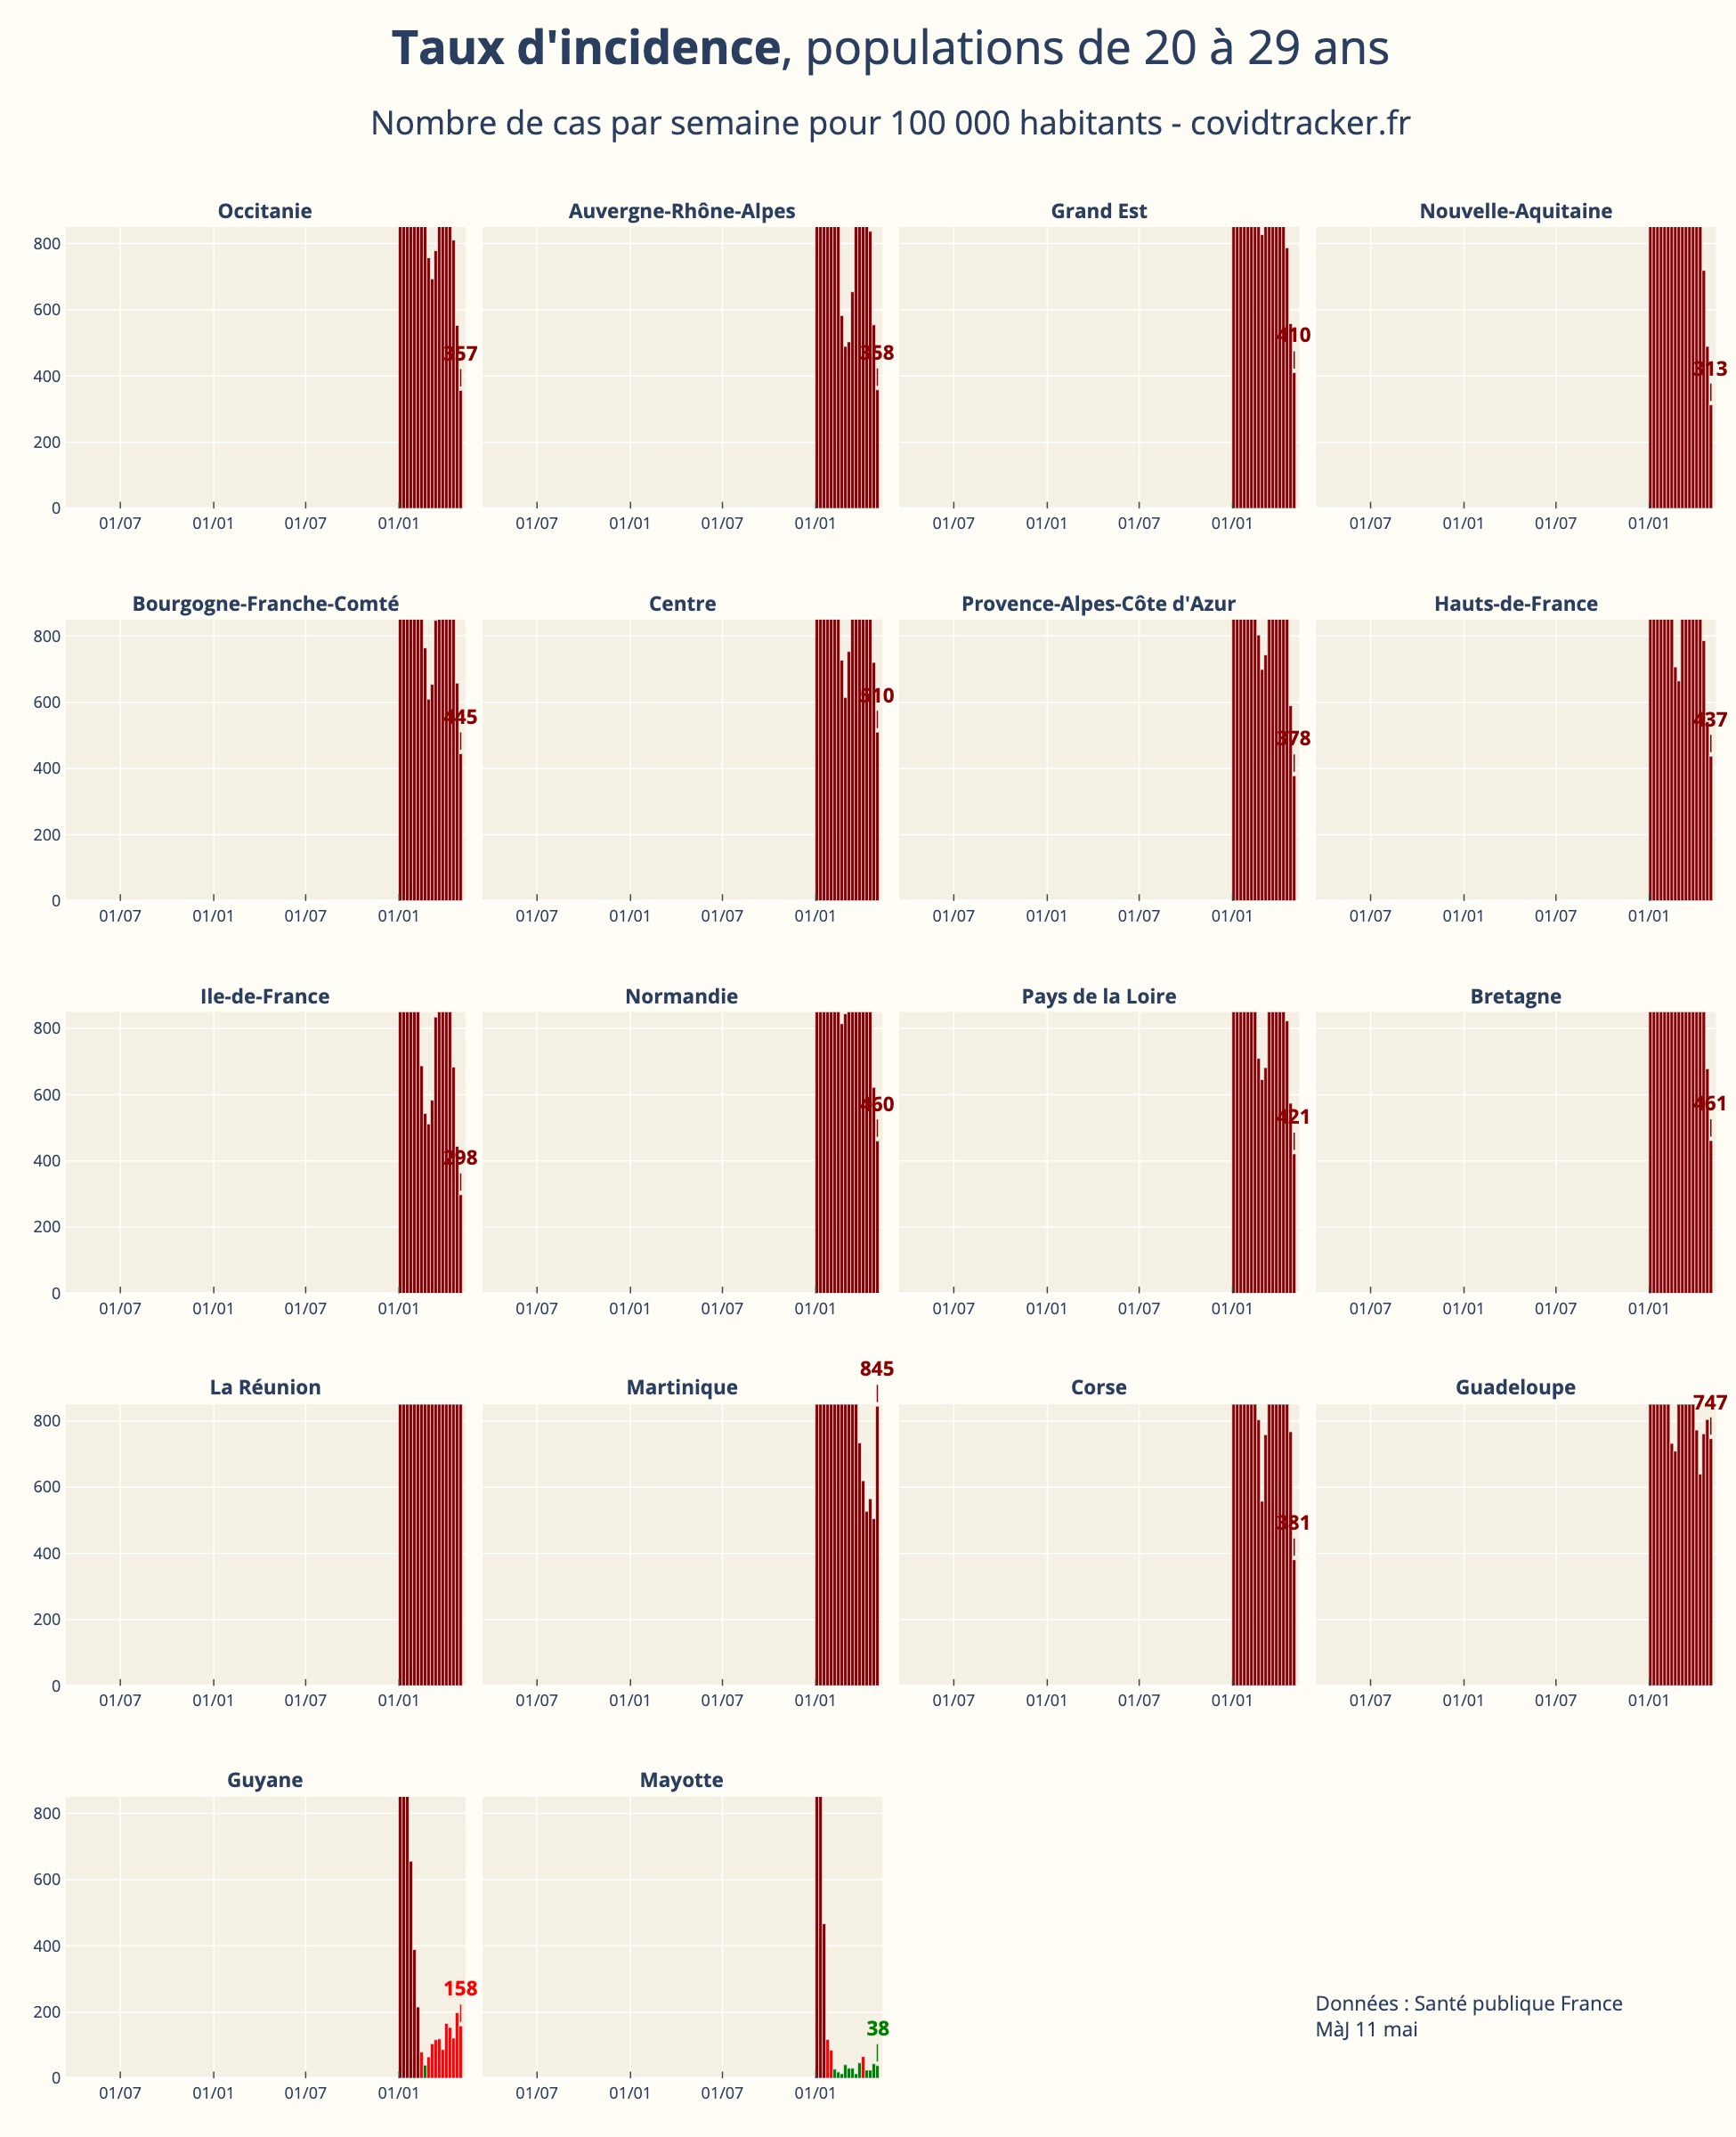 Taux d'incidence, populations de 20 à 29 ans
Nombre de cas par semaine pour 100 000 habitants - covidtracker.fr
Occitanie Auvergne-Rhône-Alpes Grand Est Nouvelle-Aquitaine
800
600
400
200
0
357 358 410 313
01/07 01/01 01/07 01/01 01/07 01/01 01/07 01/01 01/07 01/01 01/07 01/01 01/07 01/01 01/07 01/01
Bourgogne-Franche-Comté Centre Provence-Alpes-Côte d'Azur Hauts-de-France
800
600
400
200
0
445 510 378 437
01/07 01/01 01/07 01/01 01/07 01/01 01/07 01/01 01/07 01/01 01/07 01/01 01/07 01/01 01/07 01/01
Ile-de-France Normandie Pays de la Loire Bretagne
800
600
400
200
0
298 460 421 461
01/07 01/01 01/07 01/01 01/07 01/01 01/07 01/01 01/07 01/01 01/07 01/01 01/07 01/01 01/07 01/01
La Réunion Martinique Corse Guadeloupe
800
600
400
200
0
845 381 747
01/07 01/01 01/07 01/01 01/07 01/01 01/07 01/01 01/07 01/01 01/07 01/01 01/07 01/01 01/07 01/01
Guyane Mayotte
800
600
400
200
0
158 38
01/07 01/01 01/07 01/01 01/07 01/01 01/07 01/01
Données : Santé publique France
MàJ 11 mai